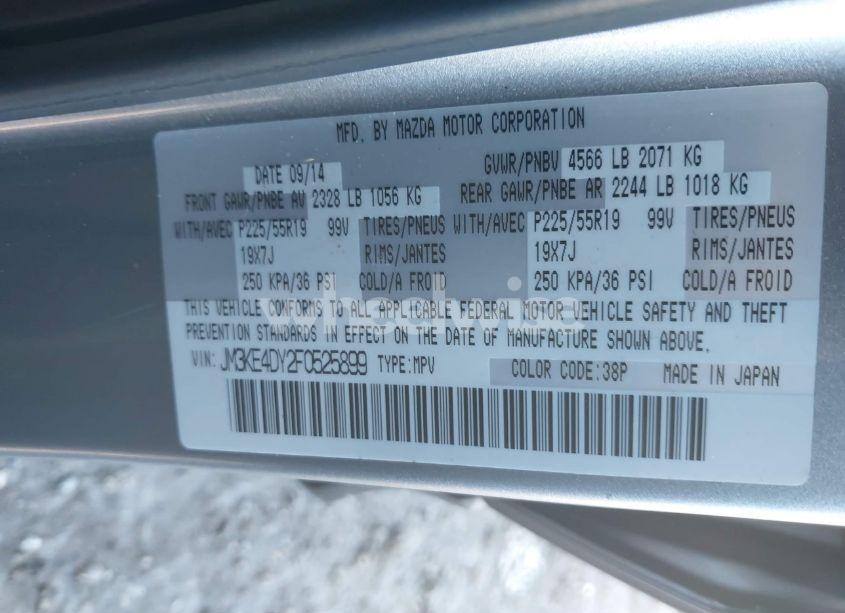 MFD. BY MAZDA MOTOR CORPORATION
DATE 09/14 GVWR/PNBV 4566 LB 2071 KG
FRONT GAWR/PNBE AV 2328 LB 1056 KG REAR GAWR/PNBE AR 2244 LB 1018 KG
WITH/AVEC P225/55R19 99V TIRES/PNEUS WITH/AVEC P225/55R19 99V TIRES/PNEUS
19X7J RIMS/JANTES 19X7J RIMS/JANTES
250 KPA/36 PSI COLD/A FROID 250 KPA/36 PSI COLD/A FROID
THIS VEHICLE CONFORMS TO ALL APPLICABLE FEDERAL MOTOR VEHICLE SAFETY AND THEFT
PREVENTION STANDARDS IN EFFECT ON THE DATE OF MANUFACTURE SHOWN ABOVE.
VIN: JM3KE4DY2F0525899 TYPE:MPV COLOR CODE:38P MADE IN JAPAN
wheelwise